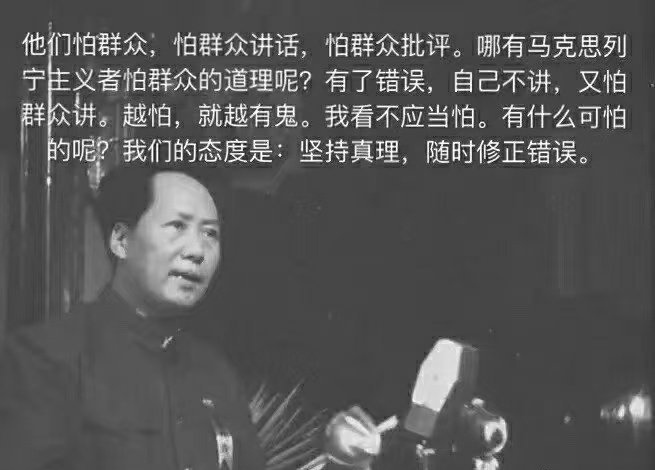 他们怕群众，怕群众讲话，怕群众批评。哪有马克思列
宁主义者怕群众的道理呢？有了错误，自己不讲，又怕
群众讲。越怕，就越有鬼。我看不应当怕。有什么可怕
的呢？我们的态度是：坚持真理，随时修正错误。